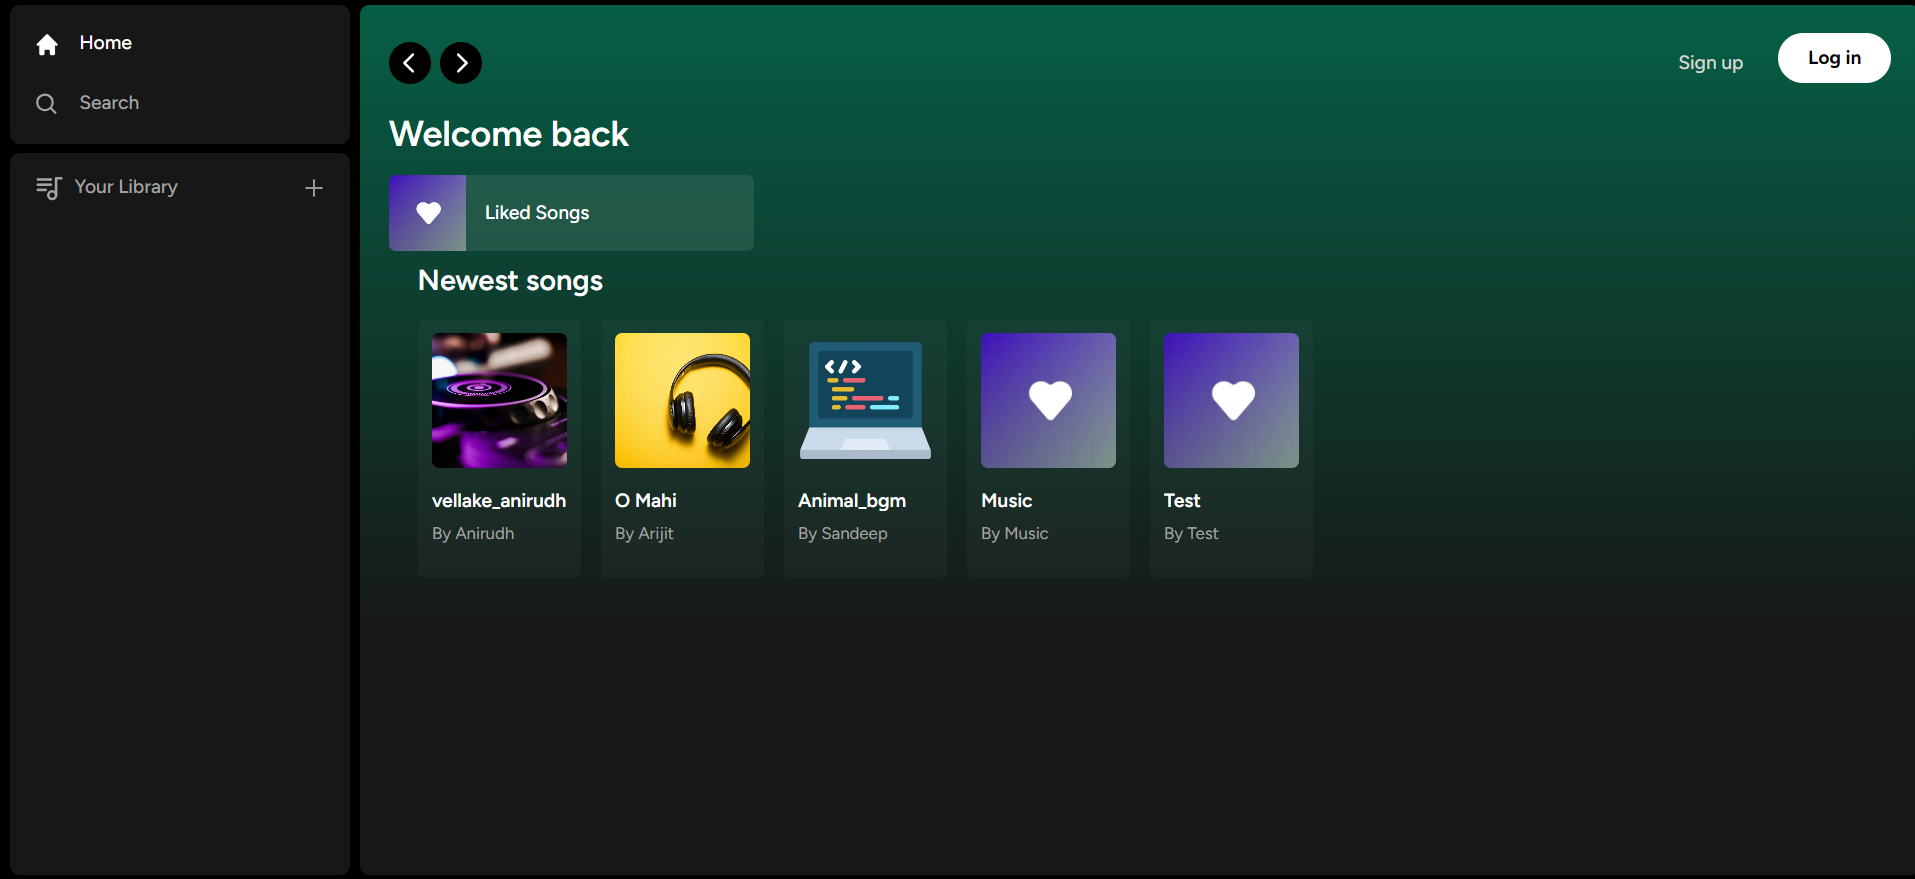 Home
Search
Your Library
Sign up
Log in
Welcome back
Liked Songs
Newest songs
vellake_anirudh
By Anirudh
O Mahi
By Arijit
Animal_bgm
By Sandeep
Music
By Music
Test
By Test